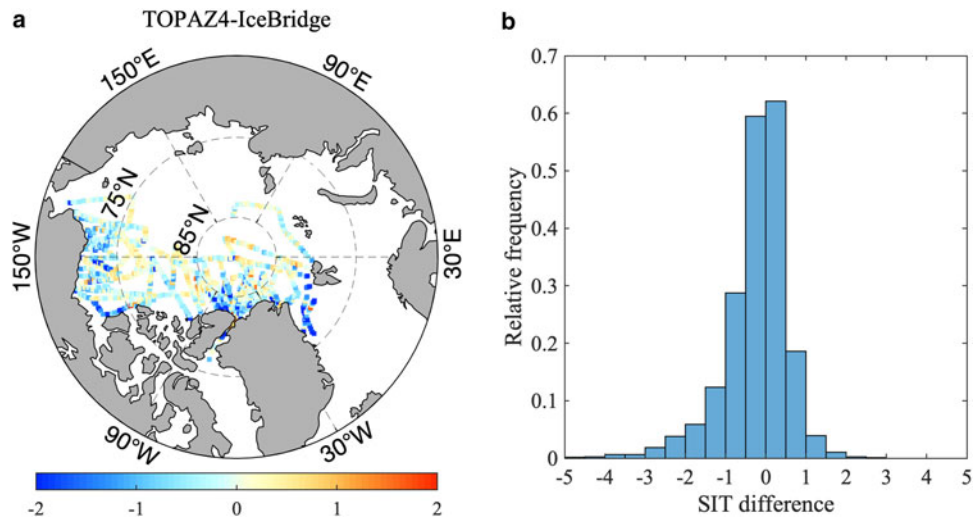 a
TOPAZ4-IceBridge
150°E
90°E
75°N
85°N
150°W
30°E
90°W
30°W
-2
-1
0
1
2
b
0.7
0.6
0.5
0.4
0.3
0.2
0.1
0
Relative frequency
-5
-4
-3
-2
-1
0
1
2
3
4
5
SIT difference